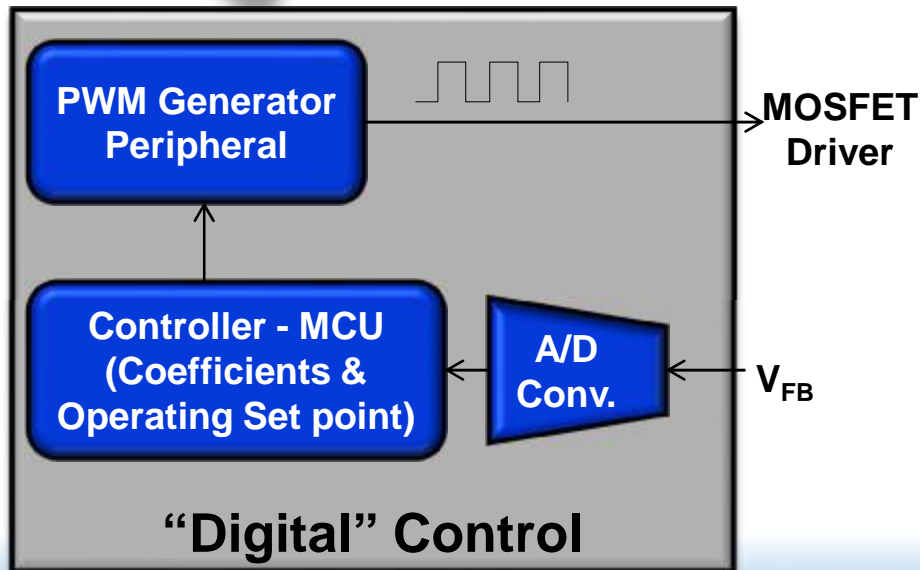 PWM Generator
Peripheral
MOSFET
Driver
Controller - MCU
(Coefficients &
Operating Set point)
A/D
Conv.
VFB
“Digital” Control